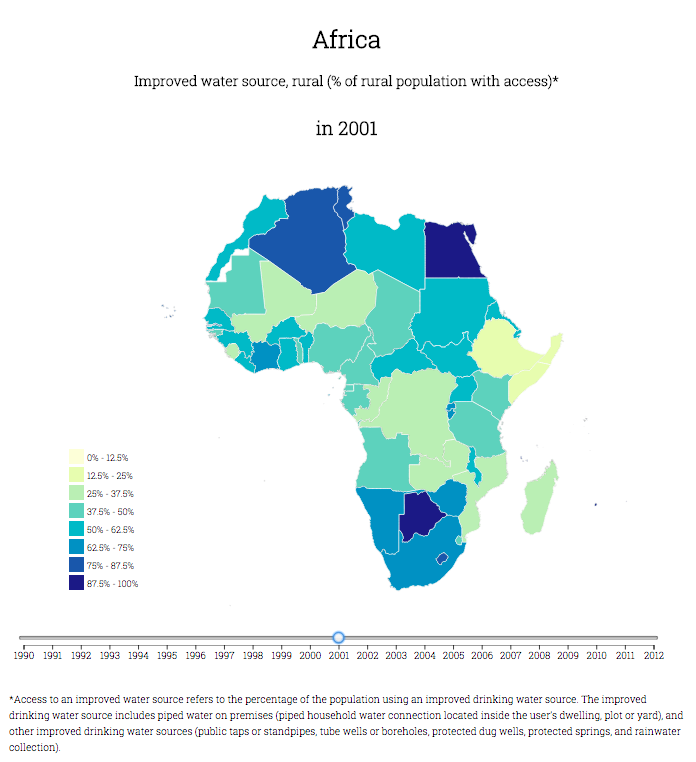 Africa
Improved water source, rural (% of rural population with access)*
in 2001
0% - 12.5%
12.5% - 25%
25% - 37.5%
37.5% - 50%
50% - 62.5%
62.5% - 75%
75% - 87.5%
87.5% - 100%
1990 1991 1992 1993 1994 1995 1996 1997 1998 1999 2000 2001 2002 2003 2004 2005 2006 2007 2008 2009 2010 2011 2012
*Access to an improved water source refers to the percentage of the population using an improved drinking water source. The improved
drinking water source includes piped water on premises (piped household water connection located inside the user's dwelling, plot or yard), and
other improved drinking water sources (public taps or standpipes, tube wells or boreholes, protected dug wells, protected springs, and rainwater
collection).